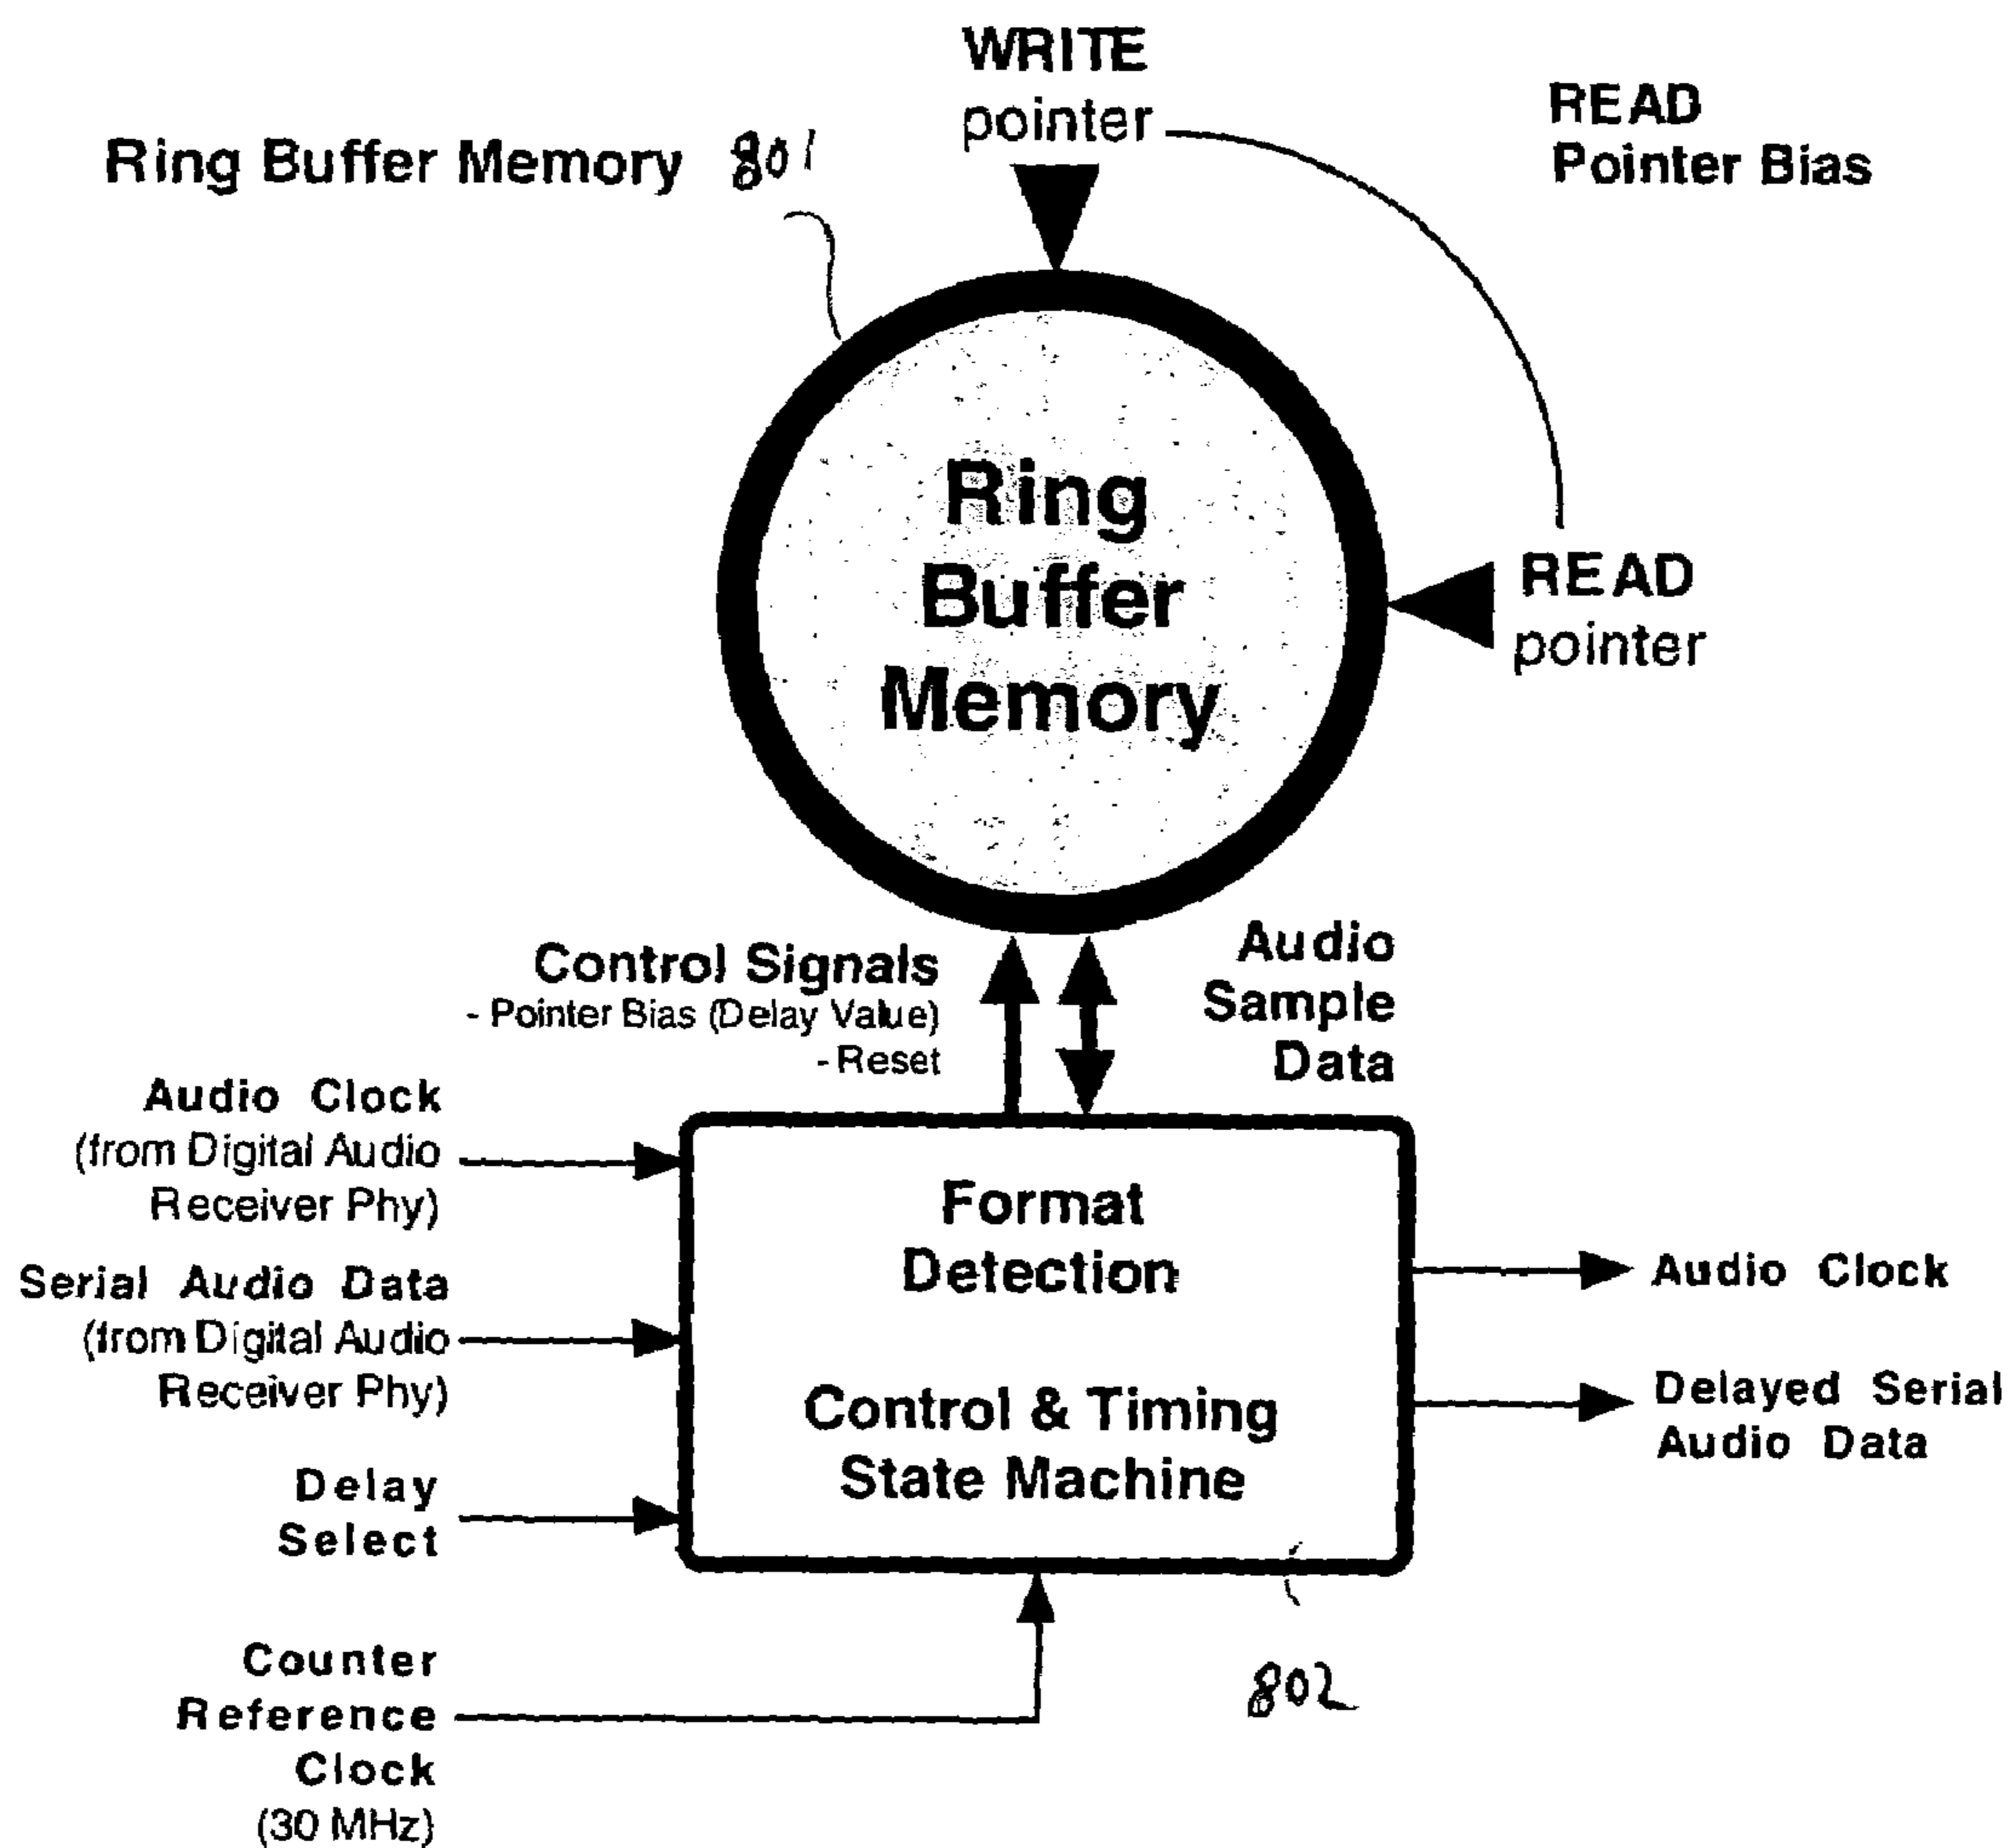 WRITE
pointer
READ
Pointer Bias
Ring Buffer Memory 801
Ring
Buffer
Memory
READ
pointer
Control Signals
- Pointer Bias (Delay Value)
- Reset
Audio
Sample
Data
Audio Clock
(from Digital Audio
Receiver Phy)
Serial Audio Data
(from Digital Audio
Receiver Phy)
Delay
Select
Counter
Reference
Clock
(30 MHz)
Format
Detection
Control & Timing
State Machine
Audio Clock
Delayed Serial
Audio Data
802